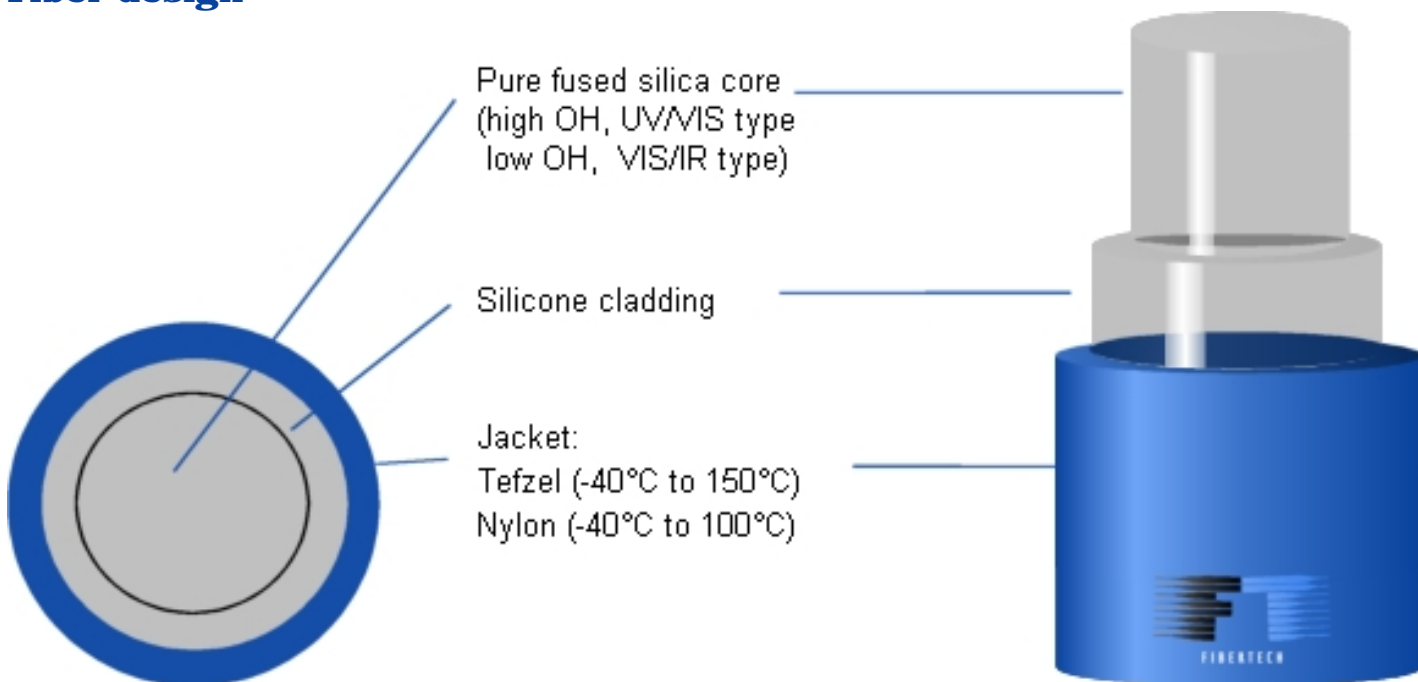 Fiber design
Pure fused silica core
(high OH, UV/VIS type
low OH, VIS/IR type)
Silicone cladding
Jacket:
Tefzel (-40°C to 150°C)
Nylon (-40°C to 100°C)
FT
FIBERTECH